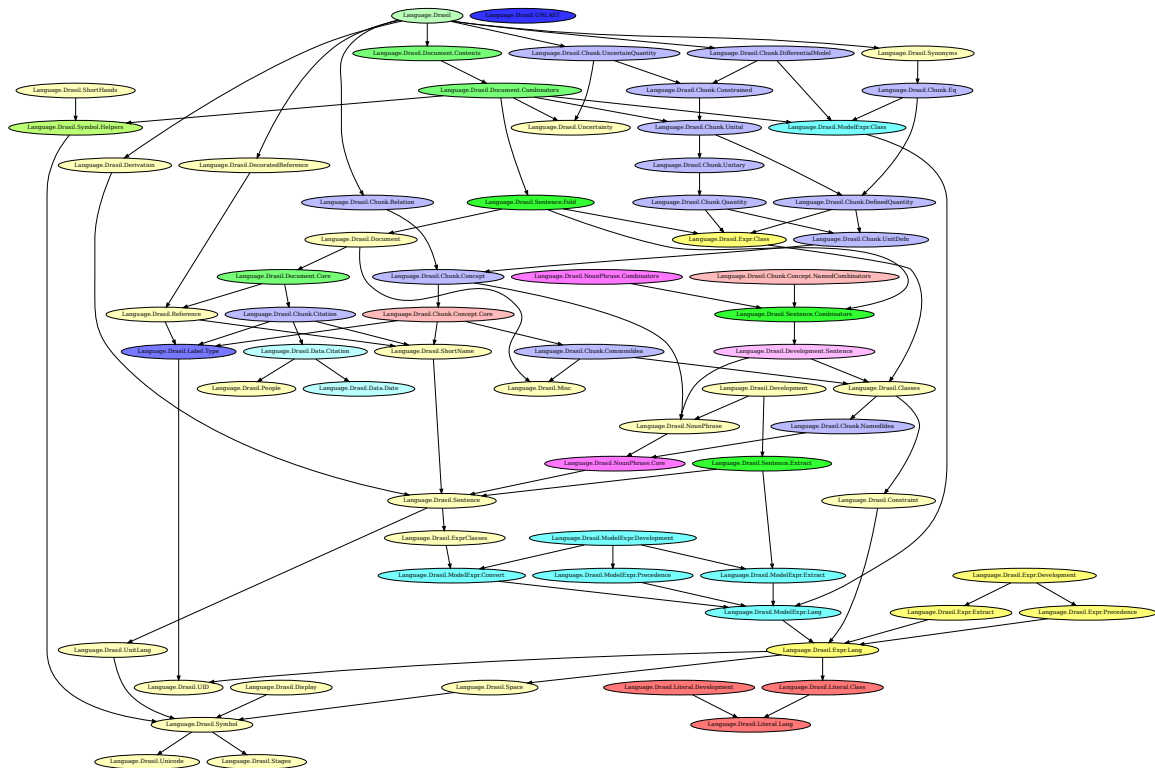 Language.Drasil
Language.Drasil.URI.AST
Language.Drasil.Document.Contents
Language.Drasil.Chunk.UncertainQuantity
Language.Drasil.Chunk.DifferentialModel
Language.Drasil.Synonyms
Language.Drasil.ShortHands
Language.Drasil.Document.Combinators
Language.Drasil.Chunk.Constrained
Language.Drasil.Chunk.Eq
Language.Drasil.Symbol.Helpers
Language.Drasil.Uncertainty
Language.Drasil.Chunk.Unital
Language.Drasil.ModelExpr.Class
Language.Drasil.Derivation
Language.Drasil.DecoratedReference
Language.Drasil.Chunk.Unitary
Language.Drasil.Chunk.Relation
Language.Drasil.Sentence.Fold
Language.Drasil.Chunk.Quantity
Language.Drasil.Chunk.DefinedQuantity
Language.Drasil.Document
Language.Drasil.Expr.Class
Language.Drasil.Chunk.UnitDefn
Language.Drasil.Document.Core
Language.Drasil.Chunk.Concept
Language.Drasil.NounPhrase.Combinators
Language.Drasil.Chunk.Concept.NamedCombinators
Language.Drasil.Reference
Language.Drasil.Chunk.Citation
Language.Drasil.Chunk.Concept.Core
Language.Drasil.Sentence.Combinators
Language.Drasil.Label.Type
Language.Drasil.Data.Citation
Language.Drasil.ShortName
Language.Drasil.Chunk.CommonIdea
Language.Drasil.Development.Sentence
Language.Drasil.People
Language.Drasil.Data.Date
Language.Drasil.Misc
Language.Drasil.Development
Language.Drasil.Classes
Language.Drasil.NounPhrase
Language.Drasil.Chunk.NamedIdea
Language.Drasil.NounPhrase.Core
Language.Drasil.Sentence.Extract
Language.Drasil.Sentence
Language.Drasil.Constraint
Language.Drasil.ExprClasses
Language.Drasil.ModelExpr.Development
Language.Drasil.ModelExpr.Convert
Language.Drasil.ModelExpr.Precedence
Language.Drasil.ModelExpr.Extract
Language.Drasil.Expr.Development
Language.Drasil.ModelExpr.Lang
Language.Drasil.Expr.Extract
Language.Drasil.Expr.Precedence
Language.Drasil.UnitLang
Language.Drasil.Expr.Lang
Language.Drasil.UID
Language.Drasil.Display
Language.Drasil.Space
Language.Drasil.Literal.Development
Language.Drasil.Literal.Class
Language.Drasil.Symbol
Language.Drasil.Literal.Lang
Language.Drasil.Unicode
Language.Drasil.Stages